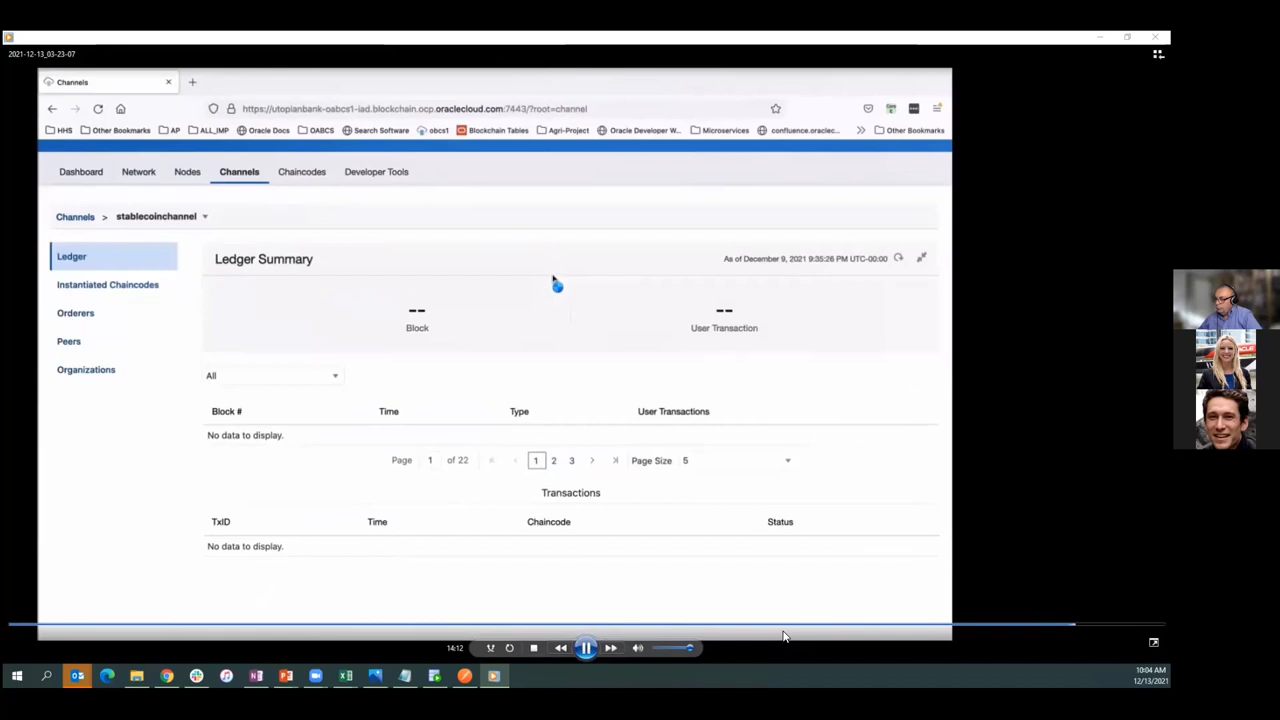 2021-12-13_03-23-07
Channels
https://utopianbank-oabcs1-iad.blockchain.ocp.oraclecloud.com:7443/?root=channel
HHS Other Bookmarks AP ALL_IMP Oracle Docs OABCS Search Software obcs1 Blockchain Tables Agri-Project Oracle Developer W... Microservices confluence.oraclec... Other Bookmarks
Dashboard Network Nodes Channels Chaincodes Developer Tools
Channels > stablecoinchannel
Ledger
Instantiated Chaincodes
Orderers
Peers
Organizations
Ledger Summary
As of December 9, 2021 9:35:26 PM UTC-00:00
-- --
Block User Transaction
All
Block # Time Type User Transactions
No data to display.
Page 1 of 22 1 2 3 Page Size 5
Transactions
TxID Time Chaincode Status
No data to display.
14:12
10:04 AM
12/13/2021